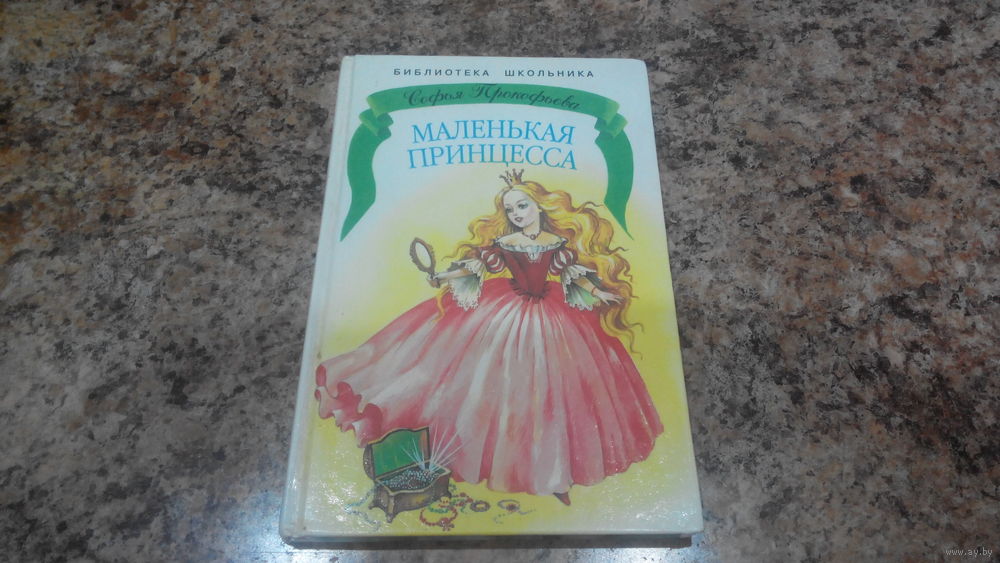 БИБЛИОТЕКА ШКОЛЬНИКА
Софья Прокофьева
МАЛЕНЬКАЯ
ПРИНЦЕССА
© www.ay.by